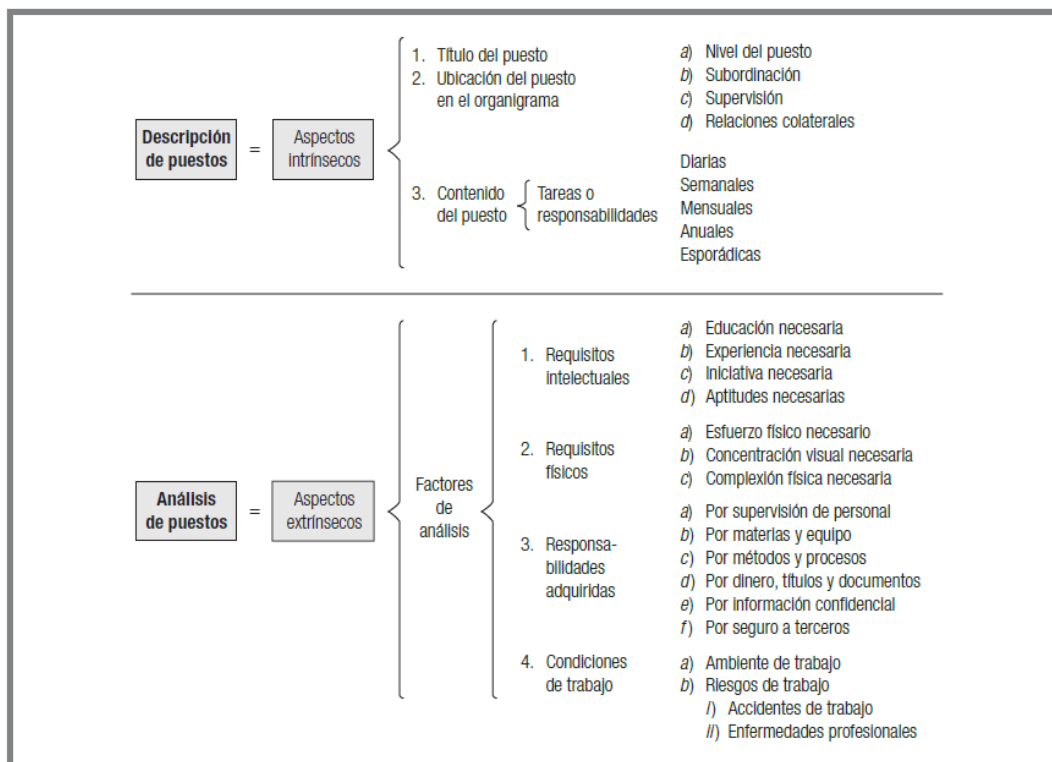 1. Título del puesto
2. Ubicación del puesto
en el organigrama
a) Nivel del puesto
b) Subordinación
c) Supervisión
d) Relaciones colaterales
Descripción
de puestos
=
Aspectos
intrínsecos
3. Contenido
del puesto
Tareas o
responsabilidades
Diarias
Semanales
Mensuales
Anuales
Esporádicas
Análisis
de puestos
=
Aspectos
extrínsecos
Factores
de
análisis
1. Requisitos
intelectuales
a) Educación necesaria
b) Experiencia necesaria
c) Iniciativa necesaria
d) Aptitudes necesarias
2. Requisitos
físicos
a) Esfuerzo físico necesario
b) Concentración visual necesaria
c) Complexión física necesaria
3. Responsa-
bilidades
adquiridas
a) Por supervisión de personal
b) Por materias y equipo
c) Por métodos y procesos
d) Por dinero, títulos y documentos
e) Por información confidencial
f) Por seguro a terceros
4. Condiciones
de trabajo
a) Ambiente de trabajo
b) Riesgos de trabajo
i) Accidentes de trabajo
ii) Enfermedades profesionales